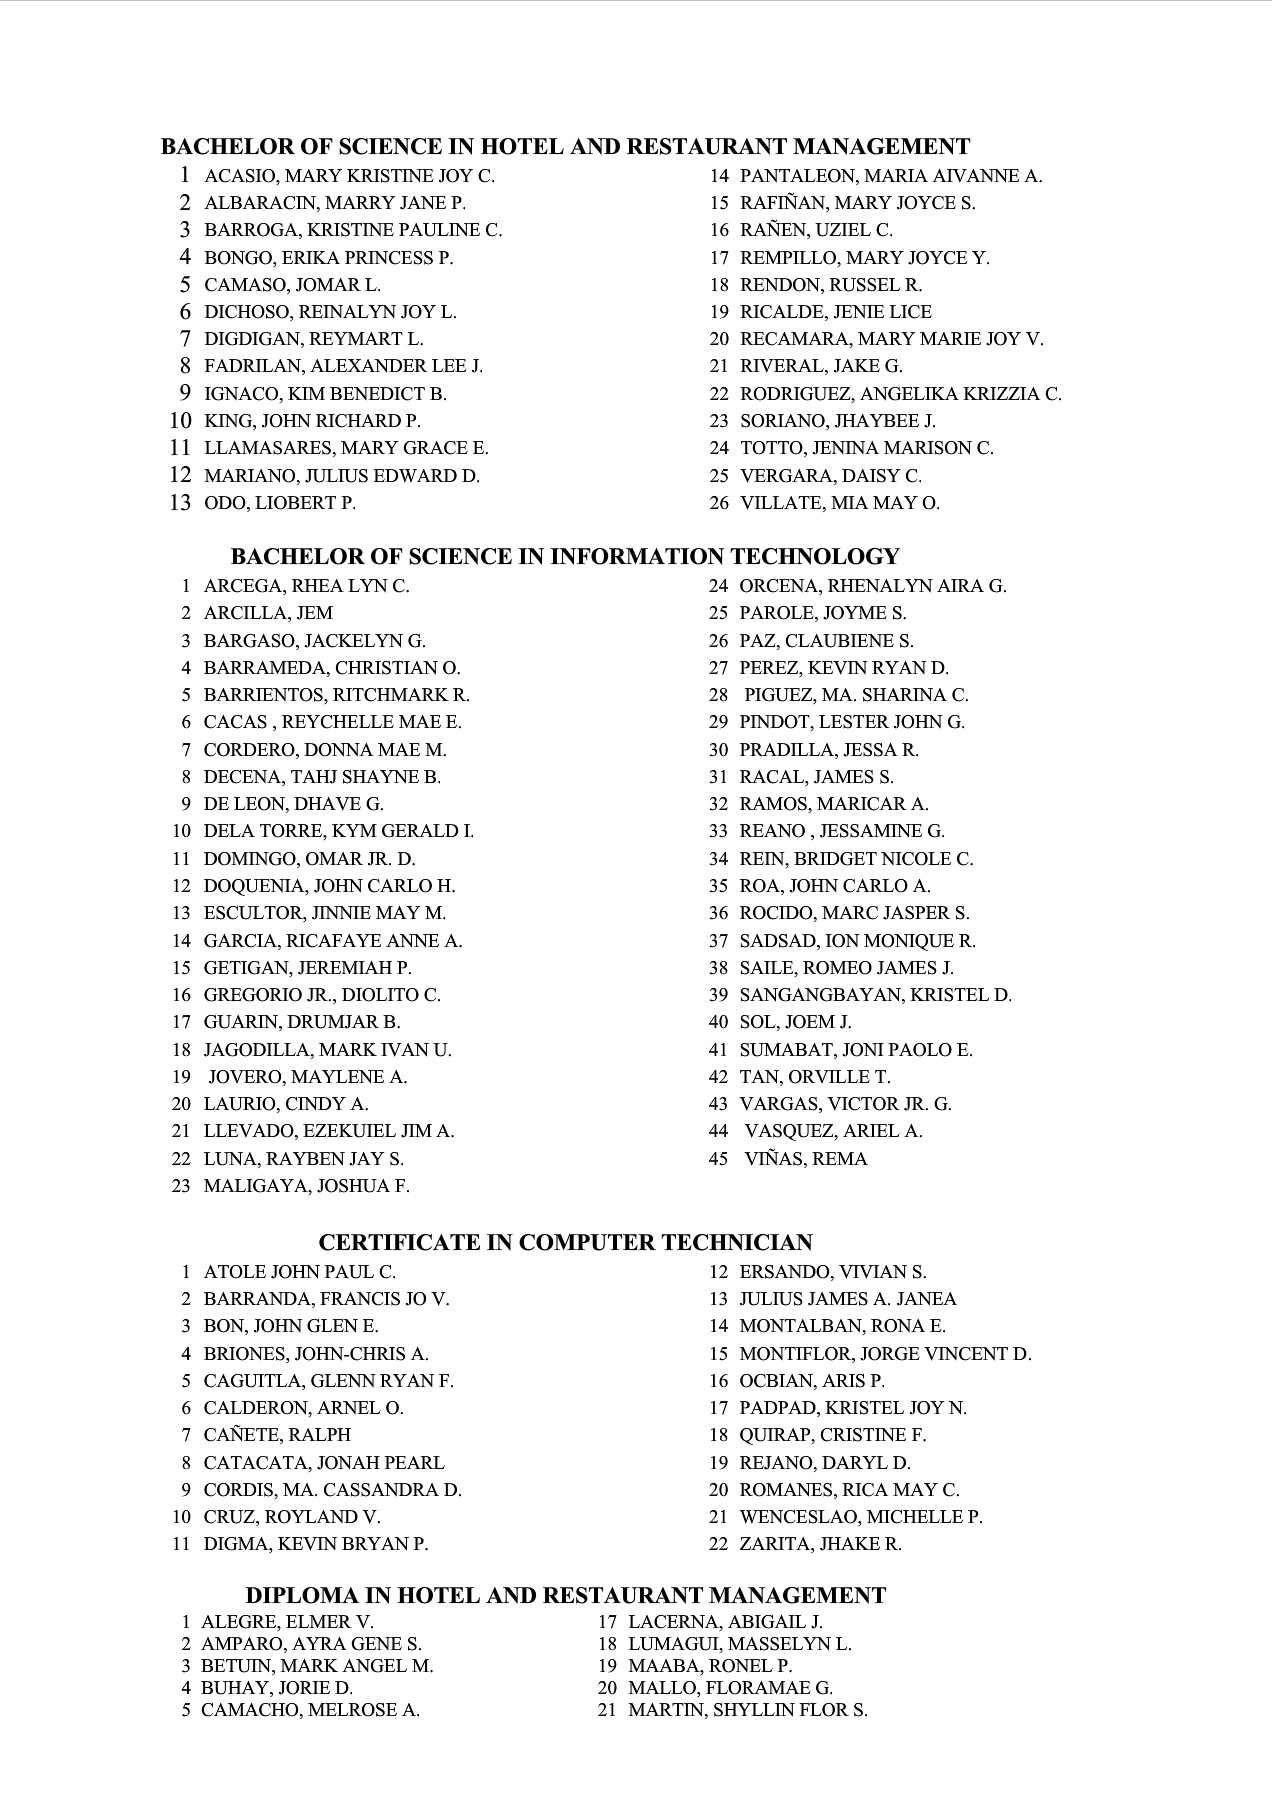 BACHELOR OF SCIENCE IN HOTEL AND RESTAURANT MANAGEMENT
1 ACASIO, MARY KRISTINE JOY C.
2 ALBARACIN, MARRY JANE P.
3 BARROGA, KRISTINE PAULINE C.
4 BONGO, ERIKA PRINCESS P.
5 CAMASO, JOMAR L.
6 DICHOSO, REINALYN JOY L.
7 DIGDIGAN, REYMART L.
8 FADRILAN, ALEXANDER LEE J.
9 IGNACO, KIM BENEDICT B.
10 KING, JOHN RICHARD P.
11 LLAMASARES, MARY GRACE E.
12 MARIANO, JULIUS EDWARD D.
13 ODO, LIOBERT P.
14 PANTALEON, MARIA AIVANNE A.
15 RAFIÑAN, MARY JOYCE S.
16 RAÑEN, UZIEL C.
17 REMPILLO, MARY JOYCE Y.
18 RENDON, RUSSEL R.
19 RICALDE, JENIE LICE
20 RECAMARA, MARY MARIE JOY V.
21 RIVERAL, JAKE G.
22 RODRIGUEZ, ANGELIKA KRIZZIA C.
23 SORIANO, JHAYBEE J.
24 TOTTO, JENINA MARISON C.
25 VERGARA, DAISY C.
26 VILLATE, MIA MAY O.
BACHELOR OF SCIENCE IN INFORMATION TECHNOLOGY
1 ARCEGA, RHEA LYN C.
2 ARCILLA, JEM
3 BARGASO, JACKELYN G.
4 BARRAMEDA, CHRISTIAN O.
5 BARRIENTOS, RITCHMARK R.
6 CACAS , REYCHELLE MAE E.
7 CORDERO, DONNA MAE M.
8 DECENA, TAHJ SHAYNE B.
9 DE LEON, DHAVE G.
10 DELA TORRE, KYM GERALD I.
11 DOMINGO, OMAR JR. D.
12 DOQUENIA, JOHN CARLO H.
13 ESCULTOR, JINNIE MAY M.
14 GARCIA, RICAFAYE ANNE A.
15 GETIGAN, JEREMIAH P.
16 GREGORIO JR., DIOLITO C.
17 GUARIN, DRUMJAR B.
18 JAGODILLA, MARK IVAN U.
19 JOVERO, MAYLENE A.
20 LAURIO, CINDY A.
21 LLEVADO, EZEKUIEL JIM A.
22 LUNA, RAYBEN JAY S.
23 MALIGAYA, JOSHUA F.
24 ORCENA, RHENALYN AIRA G.
25 PAROLE, JOYME S.
26 PAZ, CLAUBIENE S.
27 PEREZ, KEVIN RYAN D.
28 PIGUEZ, MA. SHARINA C.
29 PINDOT, LESTER JOHN G.
30 PRADILLA, JESSA R.
31 RACAL, JAMES S.
32 RAMOS, MARICAR A.
33 REANO , JESSAMINE G.
34 REIN, BRIDGET NICOLE C.
35 ROA, JOHN CARLO A.
36 ROCIDO, MARC JASPER S.
37 SADSAD, ION MONIQUE R.
38 SAILE, ROMEO JAMES J.
39 SANGANGBAYAN, KRISTEL D.
40 SOL, JOEM J.
41 SUMABAT, JONI PAOLO E.
42 TAN, ORVILLE T.
43 VARGAS, VICTOR JR. G.
44 VASQUEZ, ARIEL A.
45 VIÑAS, REMA
CERTIFICATE IN COMPUTER TECHNICIAN
1 ATOLE JOHN PAUL C.
2 BARRANDA, FRANCIS JO V.
3 BON, JOHN GLEN E.
4 BRIONES, JOHN-CHRIS A.
5 CAGUITLA, GLENN RYAN F.
6 CALDERON, ARNEL O.
7 CAÑETE, RALPH
8 CATACATA, JONAH PEARL
9 CORDIS, MA. CASSANDRA D.
10 CRUZ, ROYLAND V.
11 DIGMA, KEVIN BRYAN P.
12 ERSANDO, VIVIAN S.
13 JULIUS JAMES A. JANEA
14 MONTALBAN, RONA E.
15 MONTIFLOR, JORGE VINCENT D.
16 OCBIAN, ARIS P.
17 PADPAD, KRISTEL JOY N.
18 QUIRAP, CRISTINE F.
19 REJANO, DARYL D.
20 ROMANES, RICA MAY C.
21 WENCESLAO, MICHELLE P.
22 ZARITA, JHAKE R.
DIPLOMA IN HOTEL AND RESTAURANT MANAGEMENT
1 ALEGRE, ELMER V.
2 AMPARO, AYRA GENE S.
3 BETUIN, MARK ANGEL M.
4 BUHAY, JORIE D.
5 CAMACHO, MELROSE A.
17 LACERNA, ABIGAIL J.
18 LUMAGUI, MASSELYN L.
19 MAABA, RONEL P.
20 MALLO, FLORAMAE G.
21 MARTIN, SHYLLIN FLOR S.